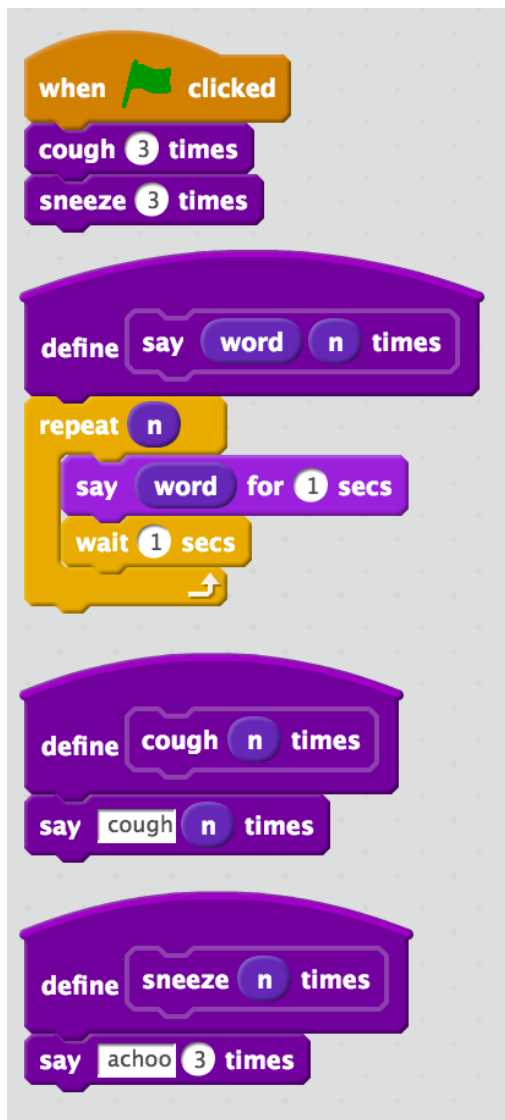 when clicked
cough 3 times
sneeze 3 times
define say word n times
repeat n
say word for 1 secs
wait 1 secs
define cough n times
say cough n times
define sneeze n times
say achoo 3 times